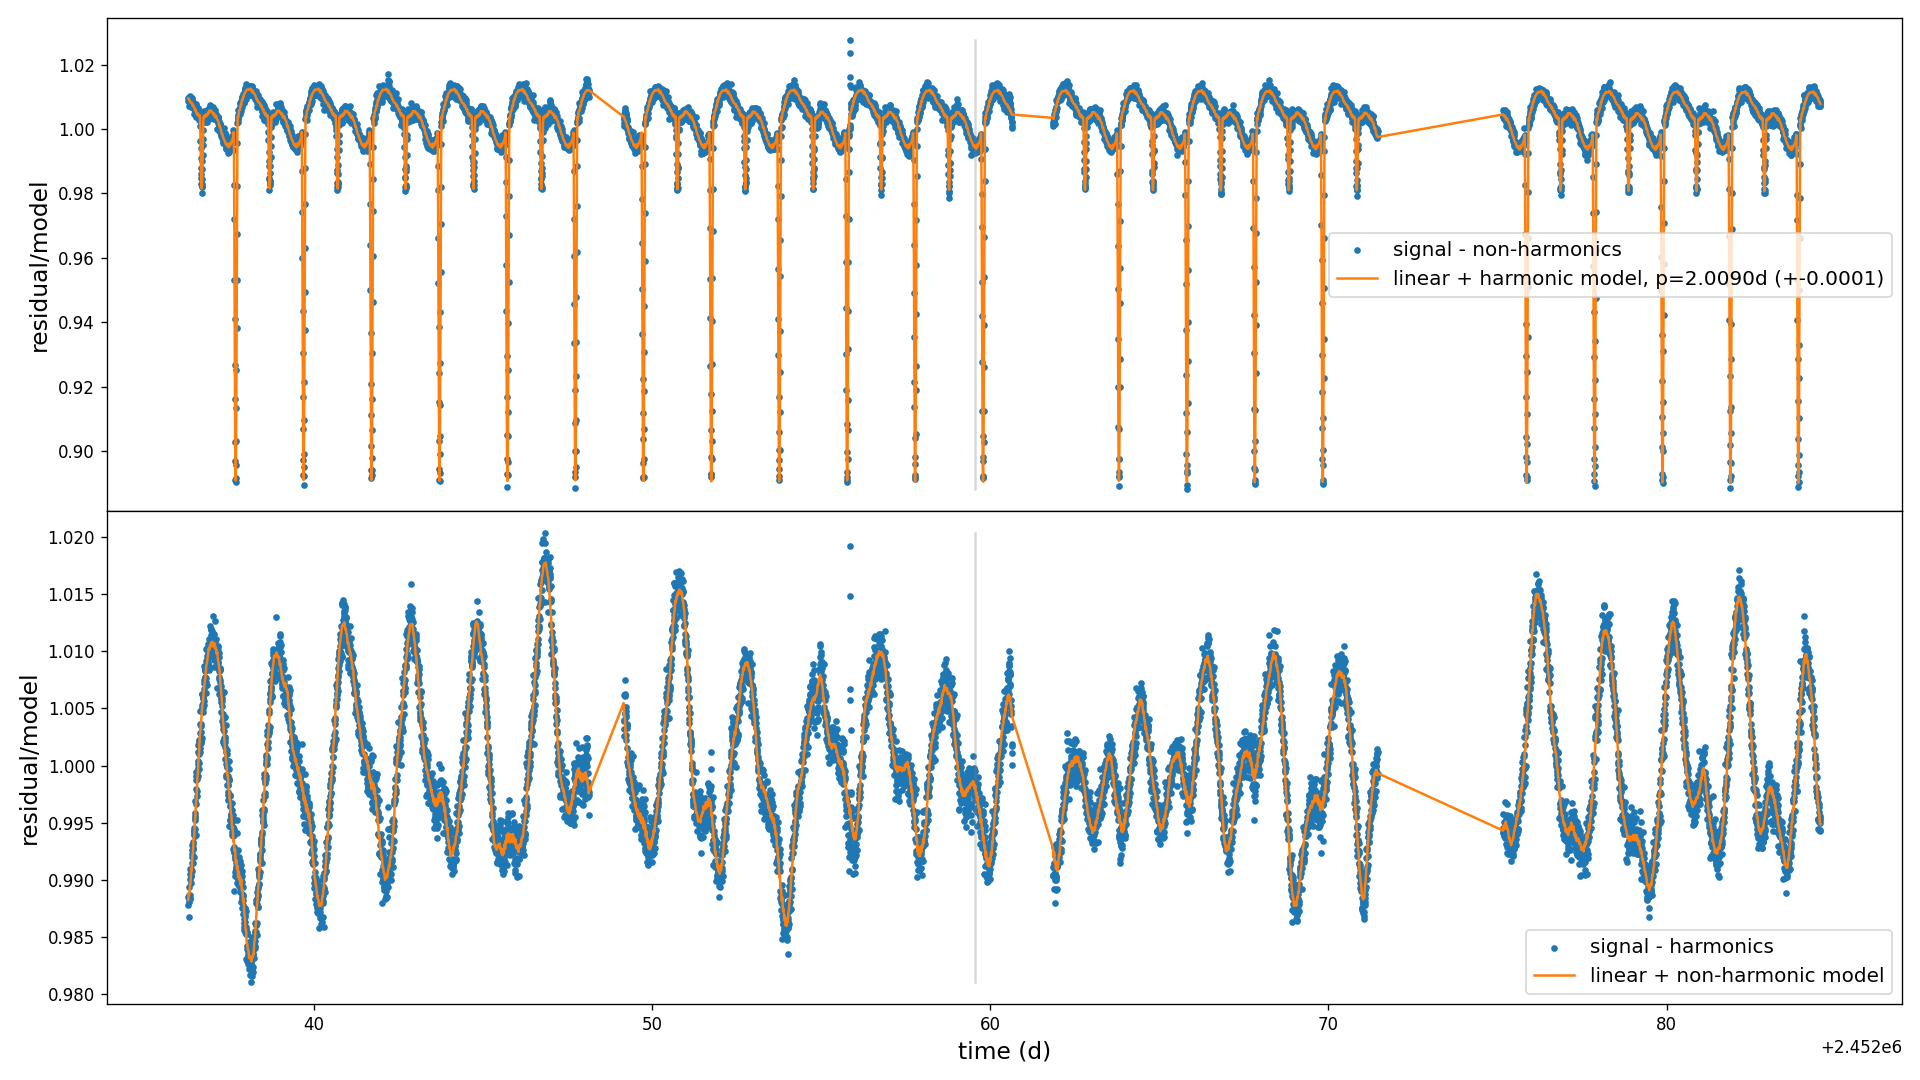 1.02
1.00
0.98
0.96
0.94
0.92
0.90
residual/model
signal - non-harmonics
linear + harmonic model, p=2.0090d (+-0.0001)
1.020
1.015
1.010
1.005
1.000
0.995
0.990
0.985
0.980
residual/model
signal - harmonics
linear + non-harmonic model
40 50 60 70 80
time (d)
+2.452e6